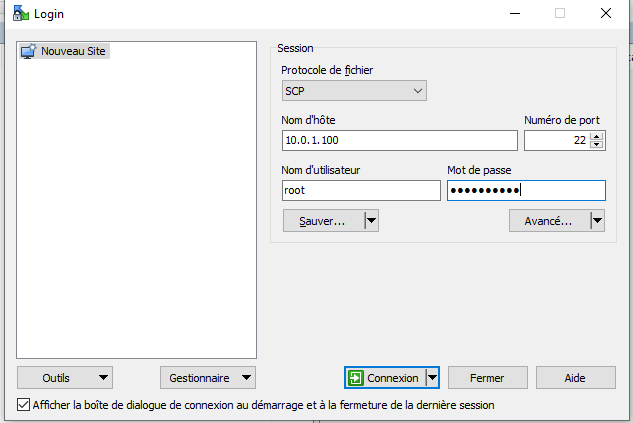 Login
Nouveau Site
Session
Protocole de fichier
SCP
Nom d'hôte
Numéro de port
10.0.1.100
22
Nom d'utilisateur
Mot de passe
root
●●●●●●●●●●
Sauver...
Avancé...
Outils
Gestionnaire
Connexion
Fermer
Aide
Afficher la boîte de dialogue de connexion au démarrage et à la fermeture de la dernière session